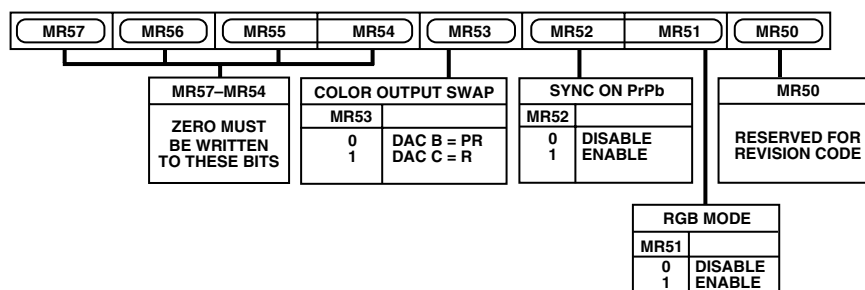 MR57 MR56 MR55 MR54 MR53 MR52 MR51 MR50
MR57–MR54
ZERO MUST
BE WRITTEN
TO THESE BITS
COLOR OUTPUT SWAP
MR53
0 DAC B = PR
1 DAC C = R
SYNC ON PrPb
MR52
0 DISABLE
1 ENABLE
MR50
RESERVED FOR
REVISION CODE
RGB MODE
MR51
0 DISABLE
1 ENABLE